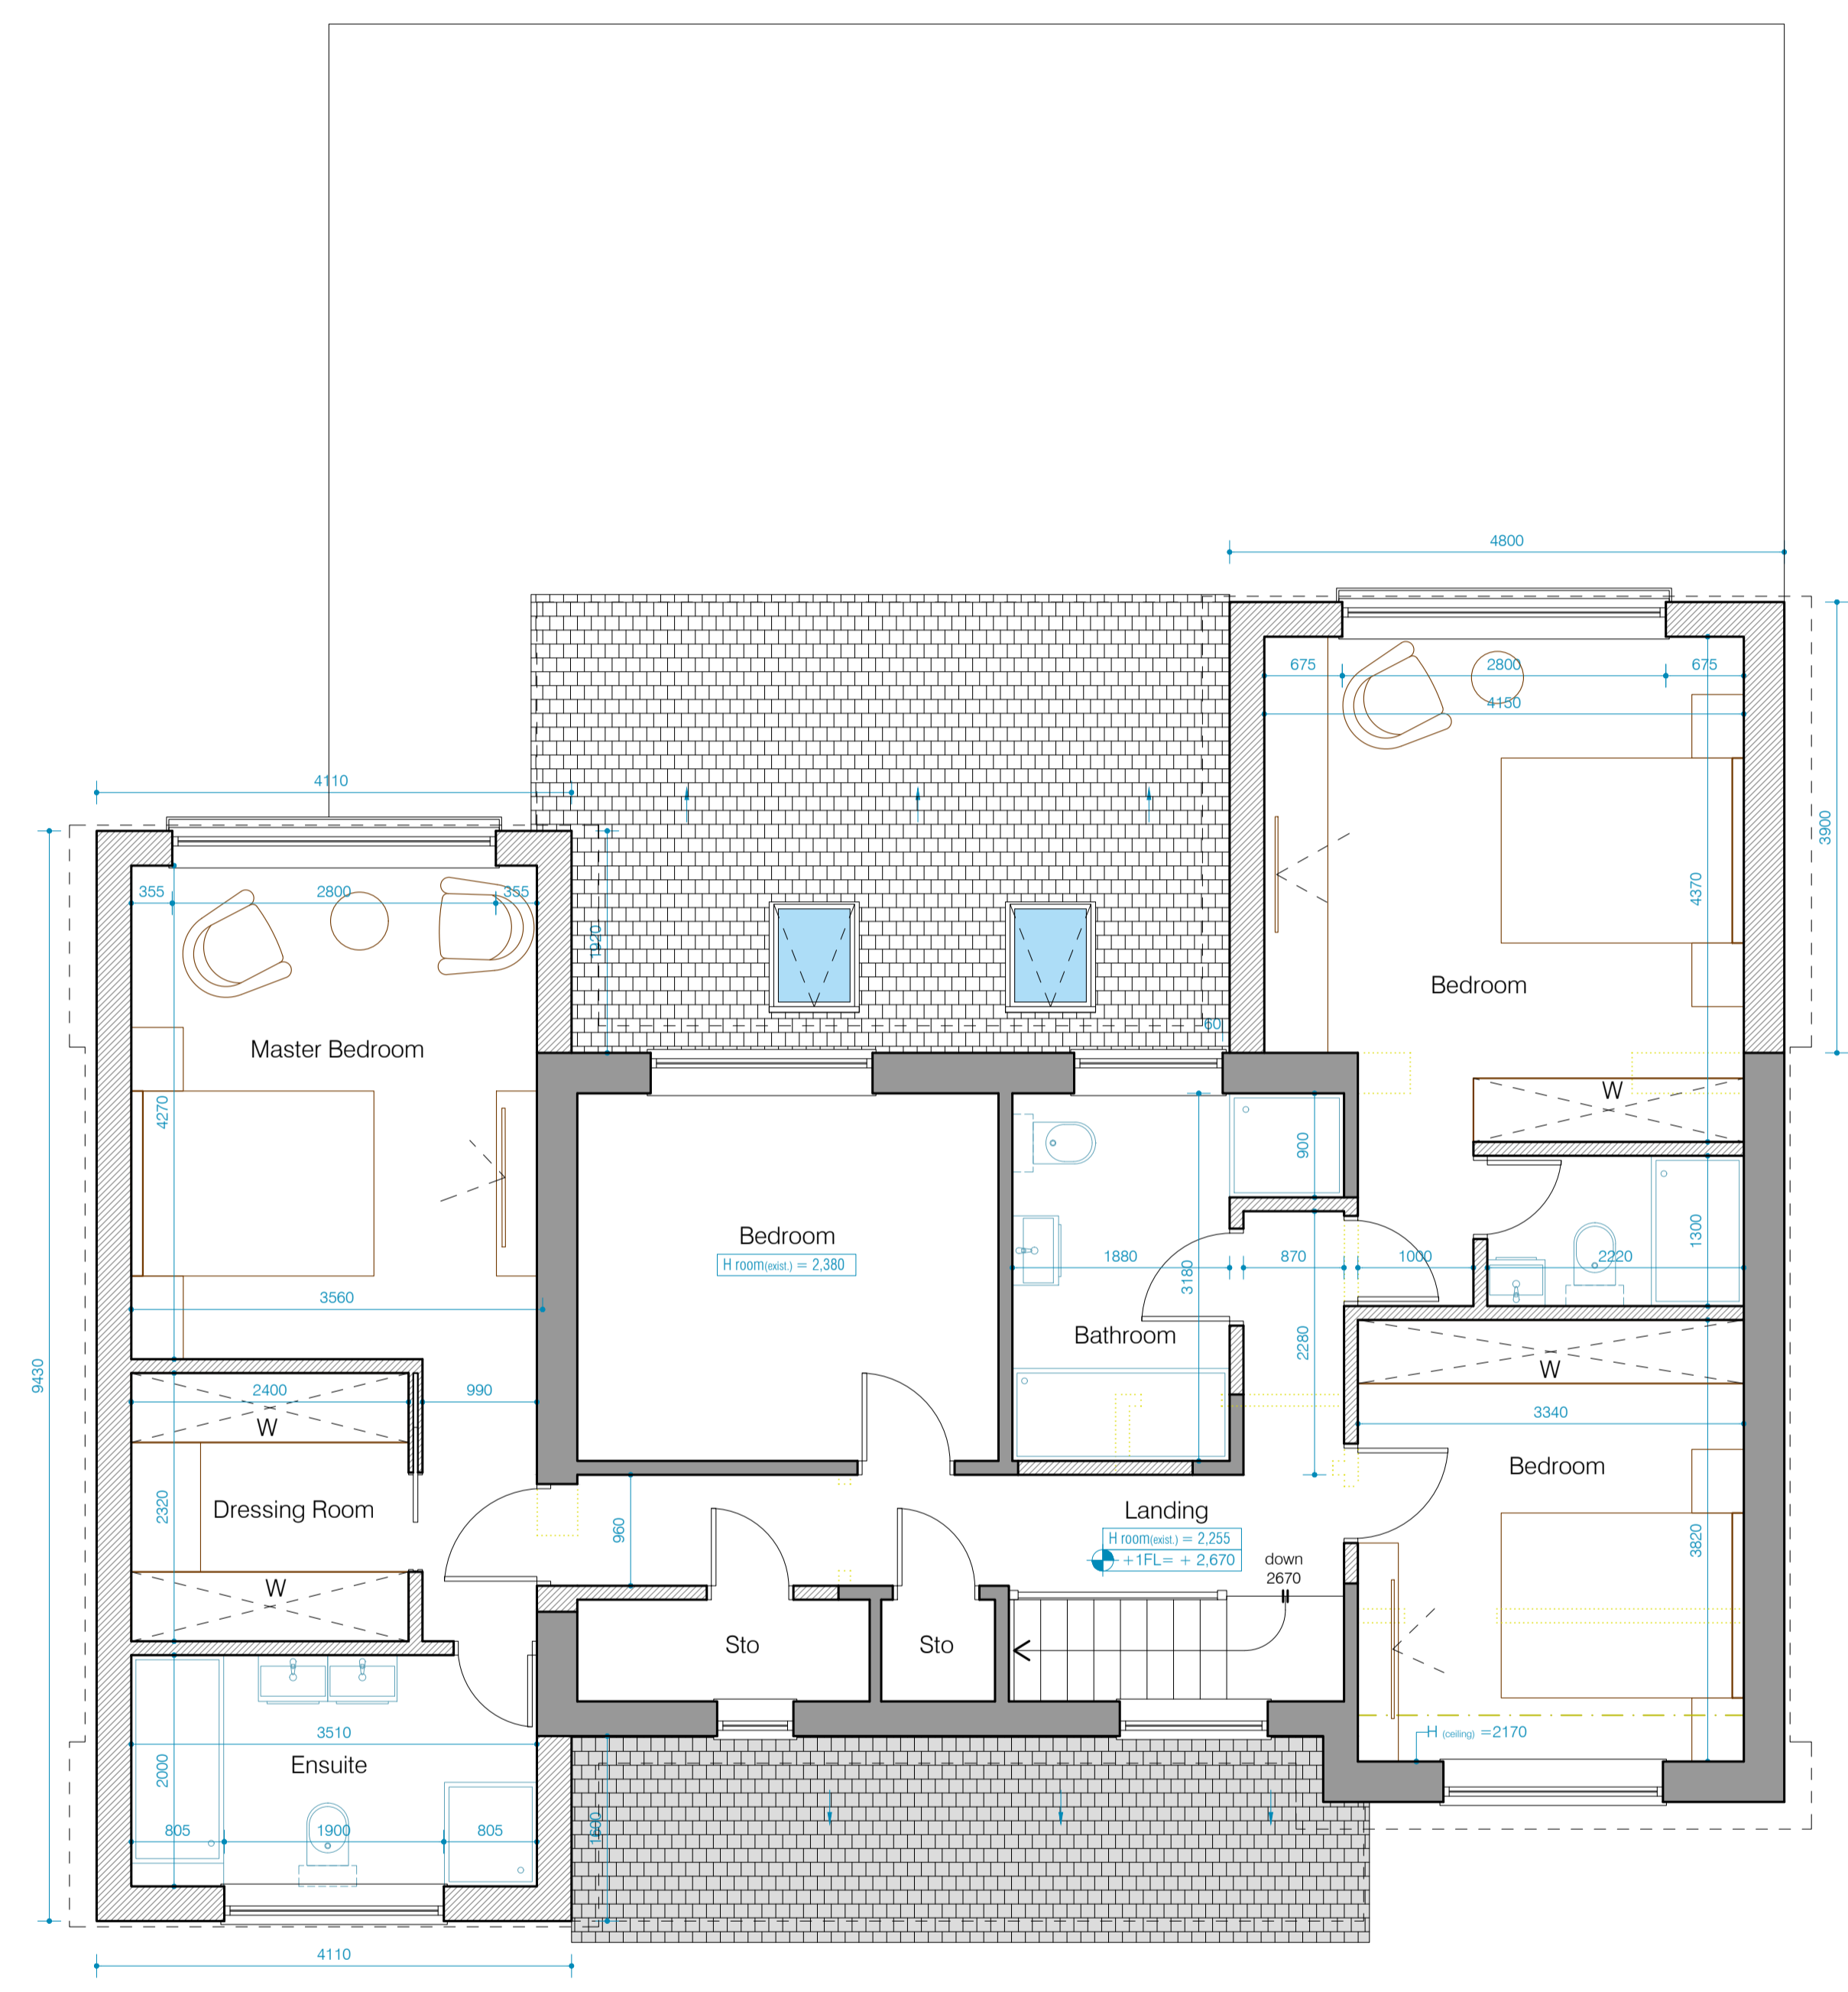 4800
675
2800
675
4150
3900
4110
355
2800
355
1920
4370
Bedroom
60
Master Bedroom
4270
W
900
Bedroom
H room(exist.) = 2,380
1880
3180
870
1000
2220
1300
3560
Bathroom
2280
W
9430
2400
990
W
3340
Bedroom
Dressing Room
2320
960
Landing
H room(exist.) = 2,255
+1FL= + 2,670
down
2670
3820
W
Sto
Sto
3510
Ensuite
2000
H (ceiling) =2170
805
1900
805
1600
4110